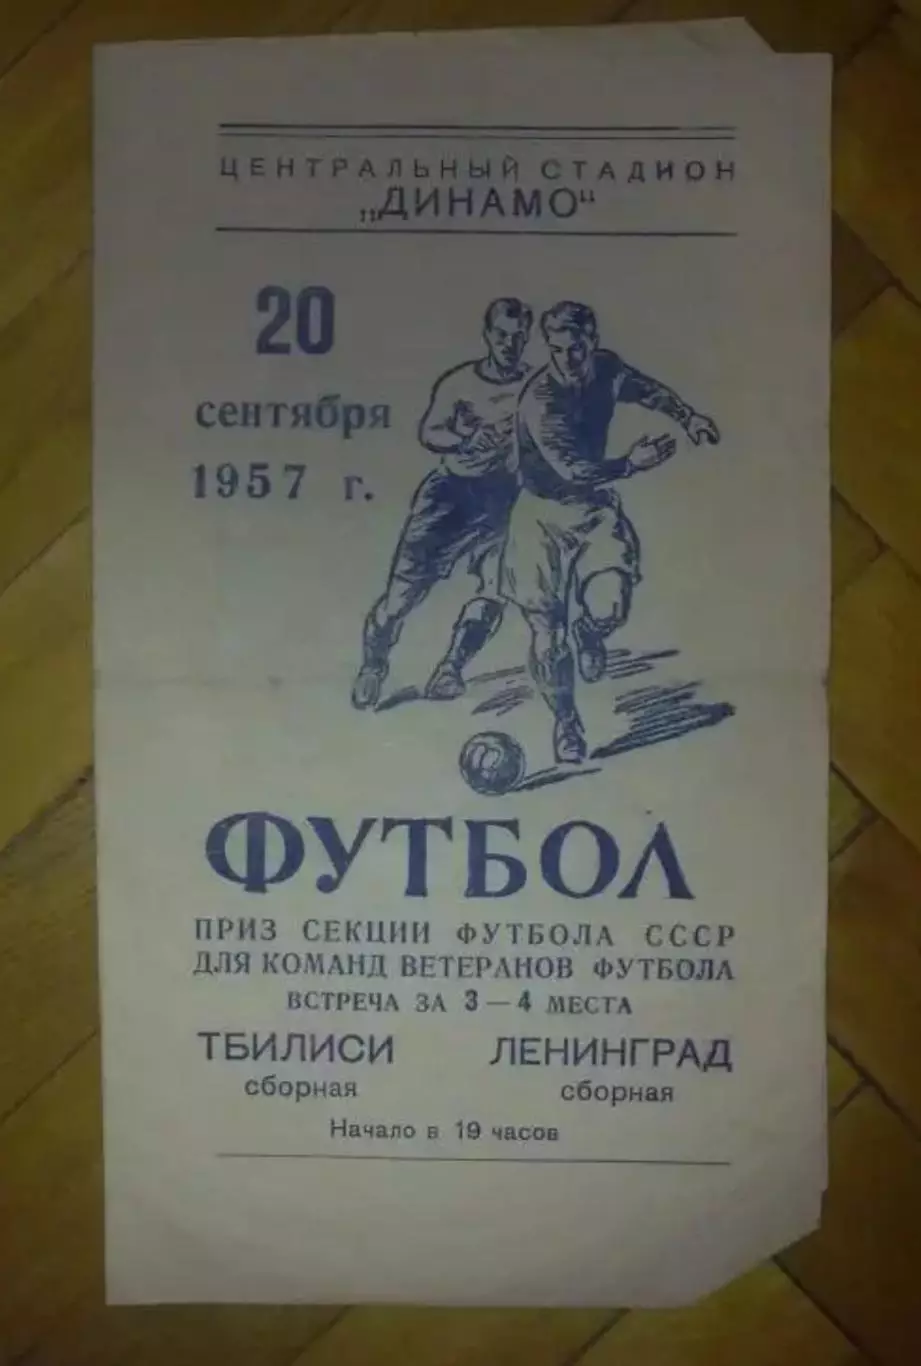 ЦЕНТРАЛЬНЫЙ СТАДИОН
„ДИНАМО“
20
сентября
1957 г.
ФУТБОЛ
ПРИЗ СЕКЦИИ ФУТБОЛА СССР
ДЛЯ КОМАНД ВЕТЕРАНОВ ФУТБОЛА
ВСТРЕЧА ЗА 3—4 МЕСТА
ТБИЛИСИ ЛЕНИНГРАД
сборная сборная
Начало в 19 часов